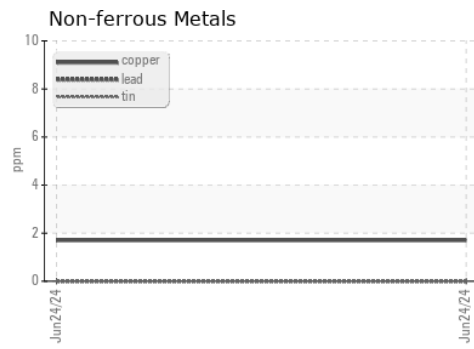 Non-ferrous Metals
10
copper
lead
tin
8
6
4
2
0
ppm
Jun24/24
Jun24/24